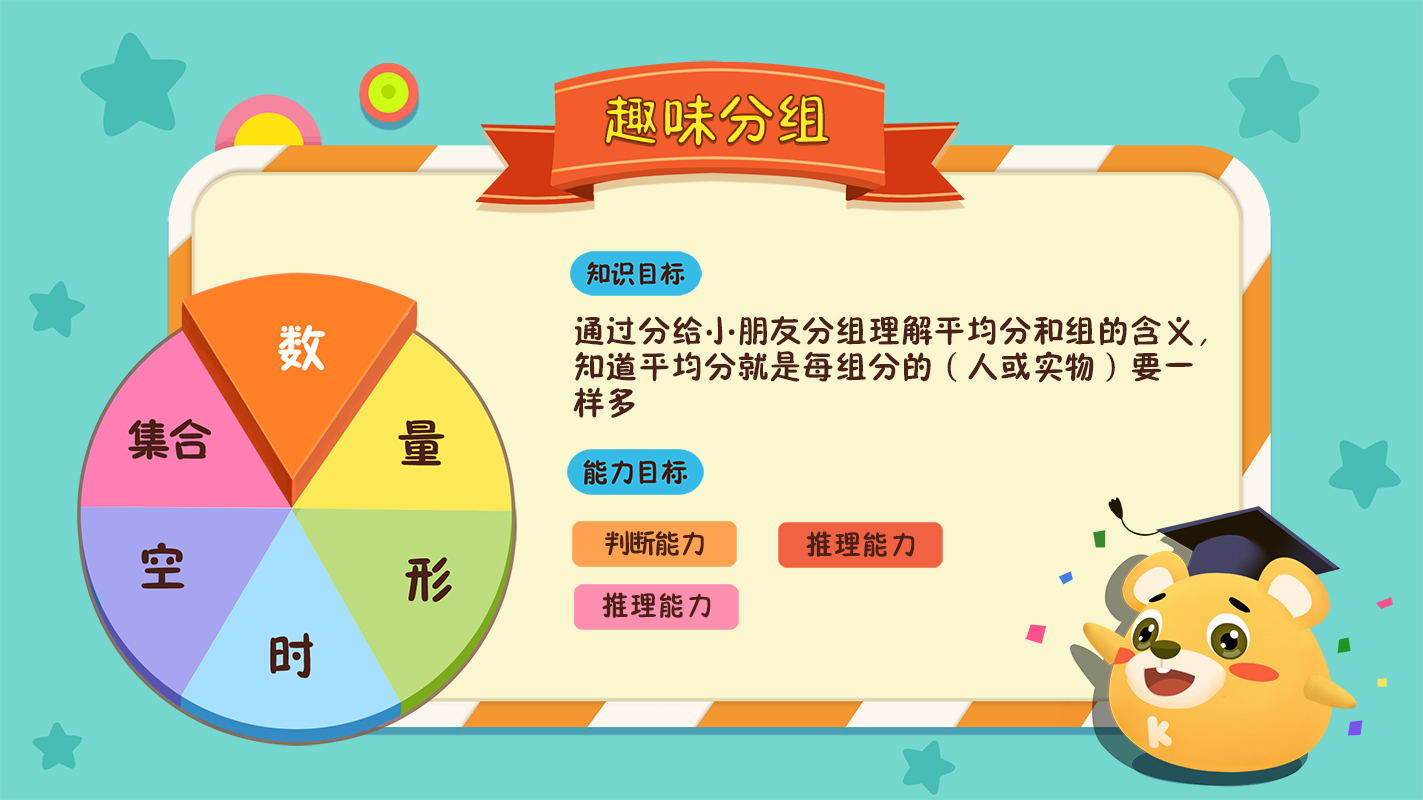 趣味分组
数
集合
量
空
形
时
知识目标
通过分给小朋友分组理解平均分和组的含义，
知道平均分就是每组分的（人或实物）要一
样多
能力目标
判断能力
推理能力
推理能力
K